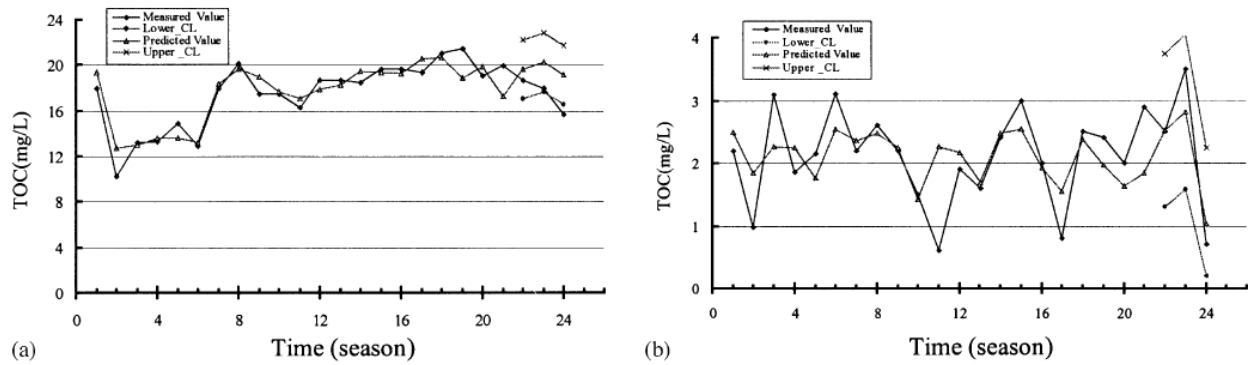 24
20
16
12
8
4
0
TOC(mg/L)
Measured Value
Lower_CL
Predicted Value
Upper _CL
0 4 8 12 16 20 24
(a) Time (season)
4
3
2
1
0
TOC(mg/L)
Measured Value
Lower_CL
Predicted Value
Upper _CL
0 4 8 12 16 20 24
(b) Time (season)